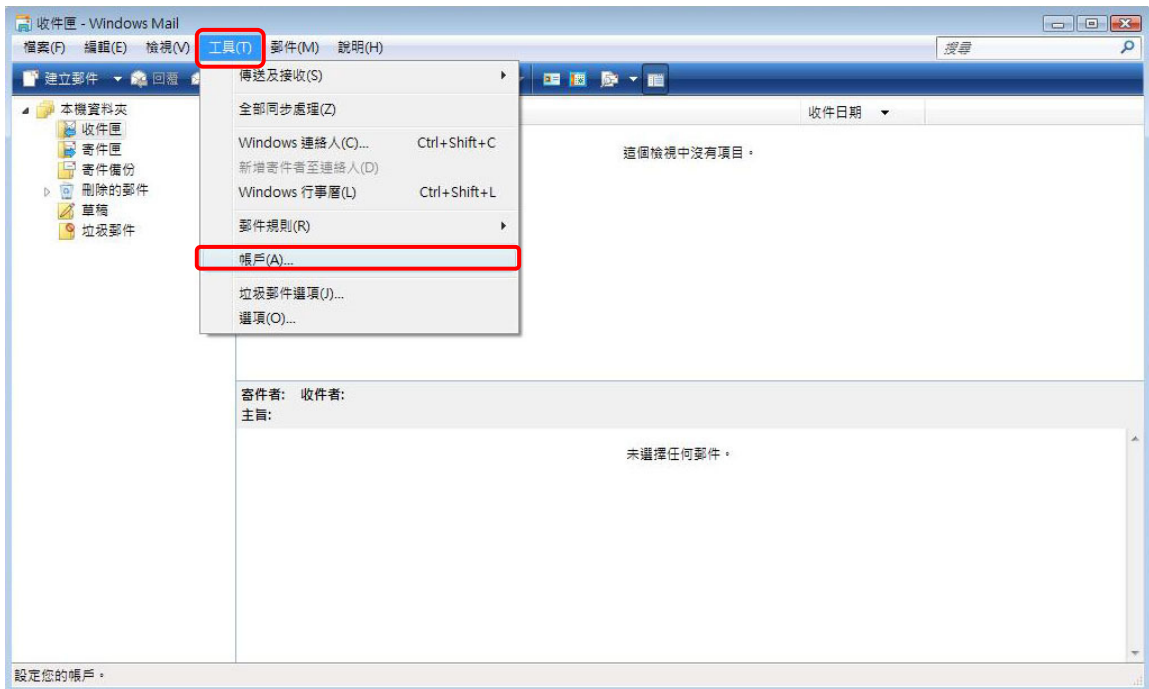 收件匣 - Windows Mail
檔案(F) 編輯(E) 檢視(V) 工具(T) 郵件(M) 說明(H)
搜尋
建立郵件 回覆
傳送及接收(S)
全部同步處理(Z)
Windows 連絡人(C)... Ctrl+Shift+C
新增寄件者至連絡人(D)
Windows 行事曆(L) Ctrl+Shift+L
郵件規則(R)
帳戶(A)...
垃圾郵件選項(J)...
選項(O)...
本機資料夾
收件匣
寄件匣
寄件備份
刪除的郵件
草稿
垃圾郵件
收件日期
這個檢視中沒有項目。
寄件者: 收件者:
主旨:
未選擇任何郵件。
設定您的帳戶。